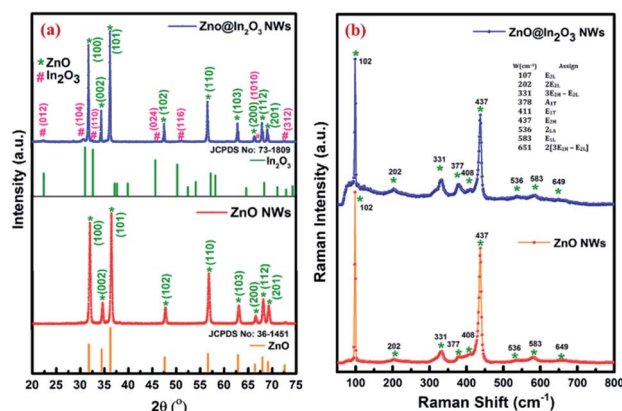 (a)
Zno@In₂O₃ NWs
* ZnO
# In₂O₃
(100)
(101)
(002)
(110)
#(012)
#(104)
#(110)
*(102)
#(024)
#(116)
*(103)
*(200)
#(1010)
*(112)
*(201)
#(312)
JCPDS No: 73-1809
In₂O₃
ZnO NWs
(100)
(101)
(002)
(102)
(110)
(103)
(200)
(112)
(201)
JCPDS No: 36-1451
ZnO
Intensity (a.u.)
20 25 30 35 40 45 50 55 60 65 70 75
2θ (°)
(b)
ZnO@In₂O₃ NWs
W(cm⁻¹) Assign
107 E2L
202 2E2L
331 3E2H – E2L
378 A1T
411 E1T
437 E2H
536 2LA
583 E1L
651 2[3E2H – E2L]
102
202
331
377
408
437
536
583
649
ZnO NWs
102
202
331
377
408
437
536
583
649
Raman Intensity (a.u.)
100 200 300 400 500 600 700 800
Raman Shift (cm⁻¹)